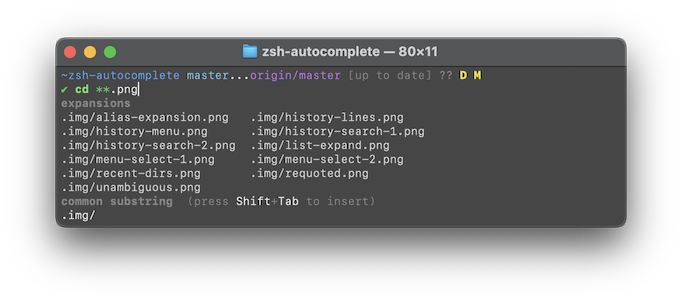 zsh-autocomplete — 80×11
~zsh-autocomplete master...origin/master [up to date] ?? D M
✔ cd **.png
expansions
.img/alias-expansion.png .img/history-lines.png
.img/history-menu.png .img/history-search-1.png
.img/history-search-2.png .img/list-expand.png
.img/menu-select-1.png .img/menu-select-2.png
.img/recent-dirs.png .img/requoted.png
.img/unambiguous.png
common substring (press Shift+Tab to insert)
.img/